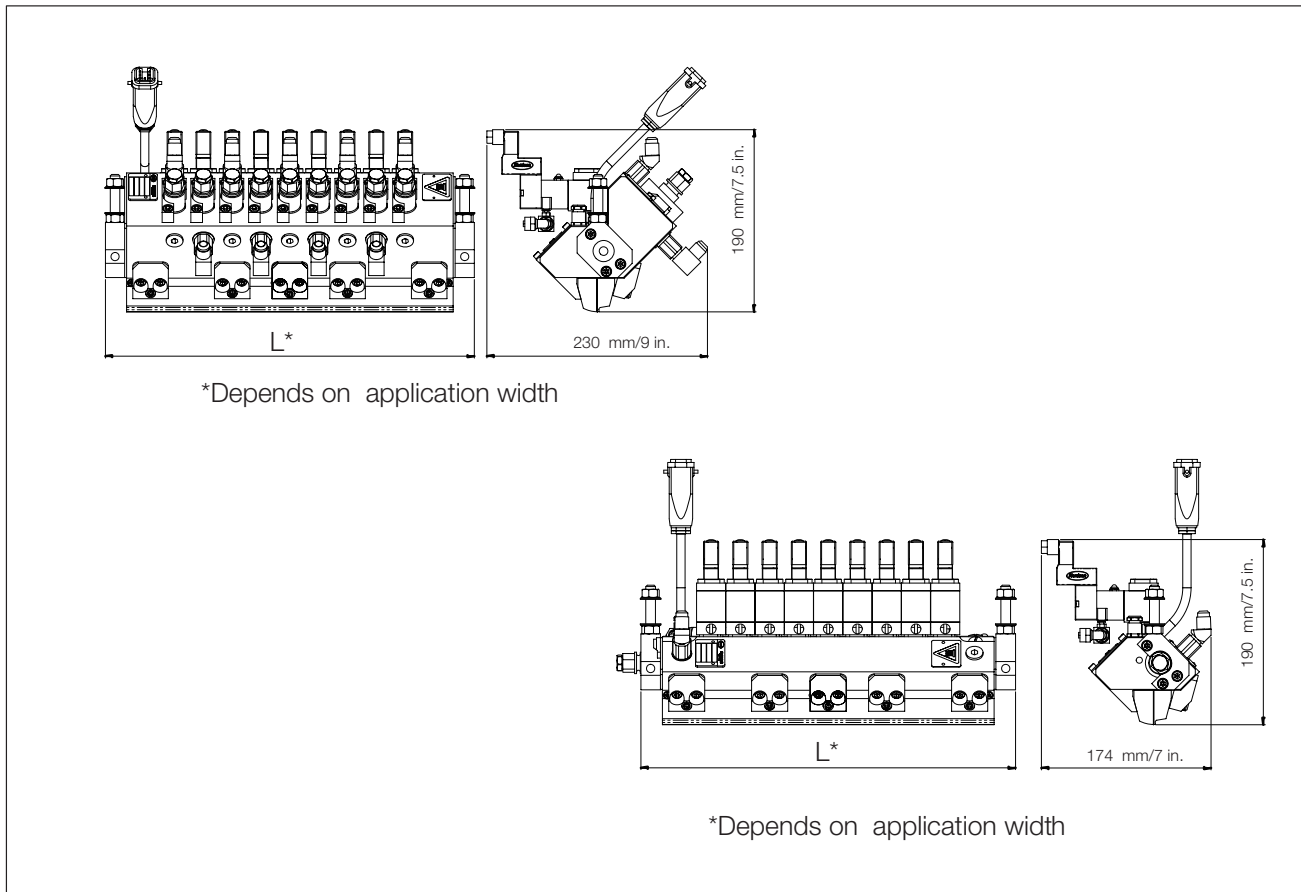 190 mm/7.5 in.
L*
230 mm/9 in.
*Depends on application width
190 mm/7.5 in.
L*
174 mm/7 in.
*Depends on application width